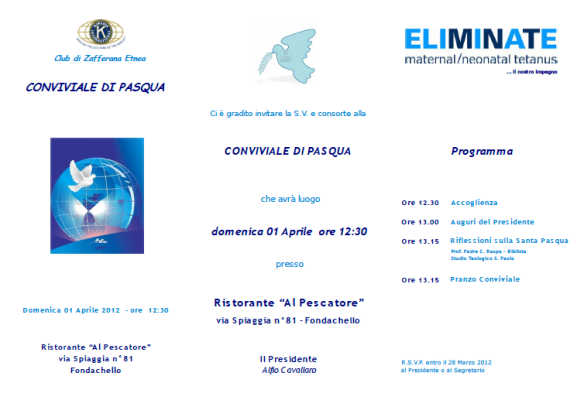 Club di Zafferana Etnea
CONVIVIALE DI PASQUA
Domenica 01 Aprile 2012 - ore 12:30
Ristorante "Al Pescatore"
via Spiaggia n°81
Fondachello
Ci è gradito invitare la S.V. e consorte alla
CONVIVIALE DI PASQUA
che avrà luogo
domenica 01 Aprile ore 12:30
presso
Ristorante "Al Pescatore"
via Spiaggia n°81 - Fondachello
Il Presidente
Alfio Cavallaro
ELIMINATE
maternal/neonatal tetanus
... il nostro impegno
Programma
Ore 12.30 Accoglienza
Ore 13.00 Auguri del Presidente
Ore 13.15 Riflessioni sulla Santa Pasqua
Prof. Padre C. Raspa - Biblista
Studio Teologico S. Paolo
Ore 13.15 Pranzo Conviviale
R.S.V.P. entro il 28 Marzo 2012
al Presidente o al Segretario